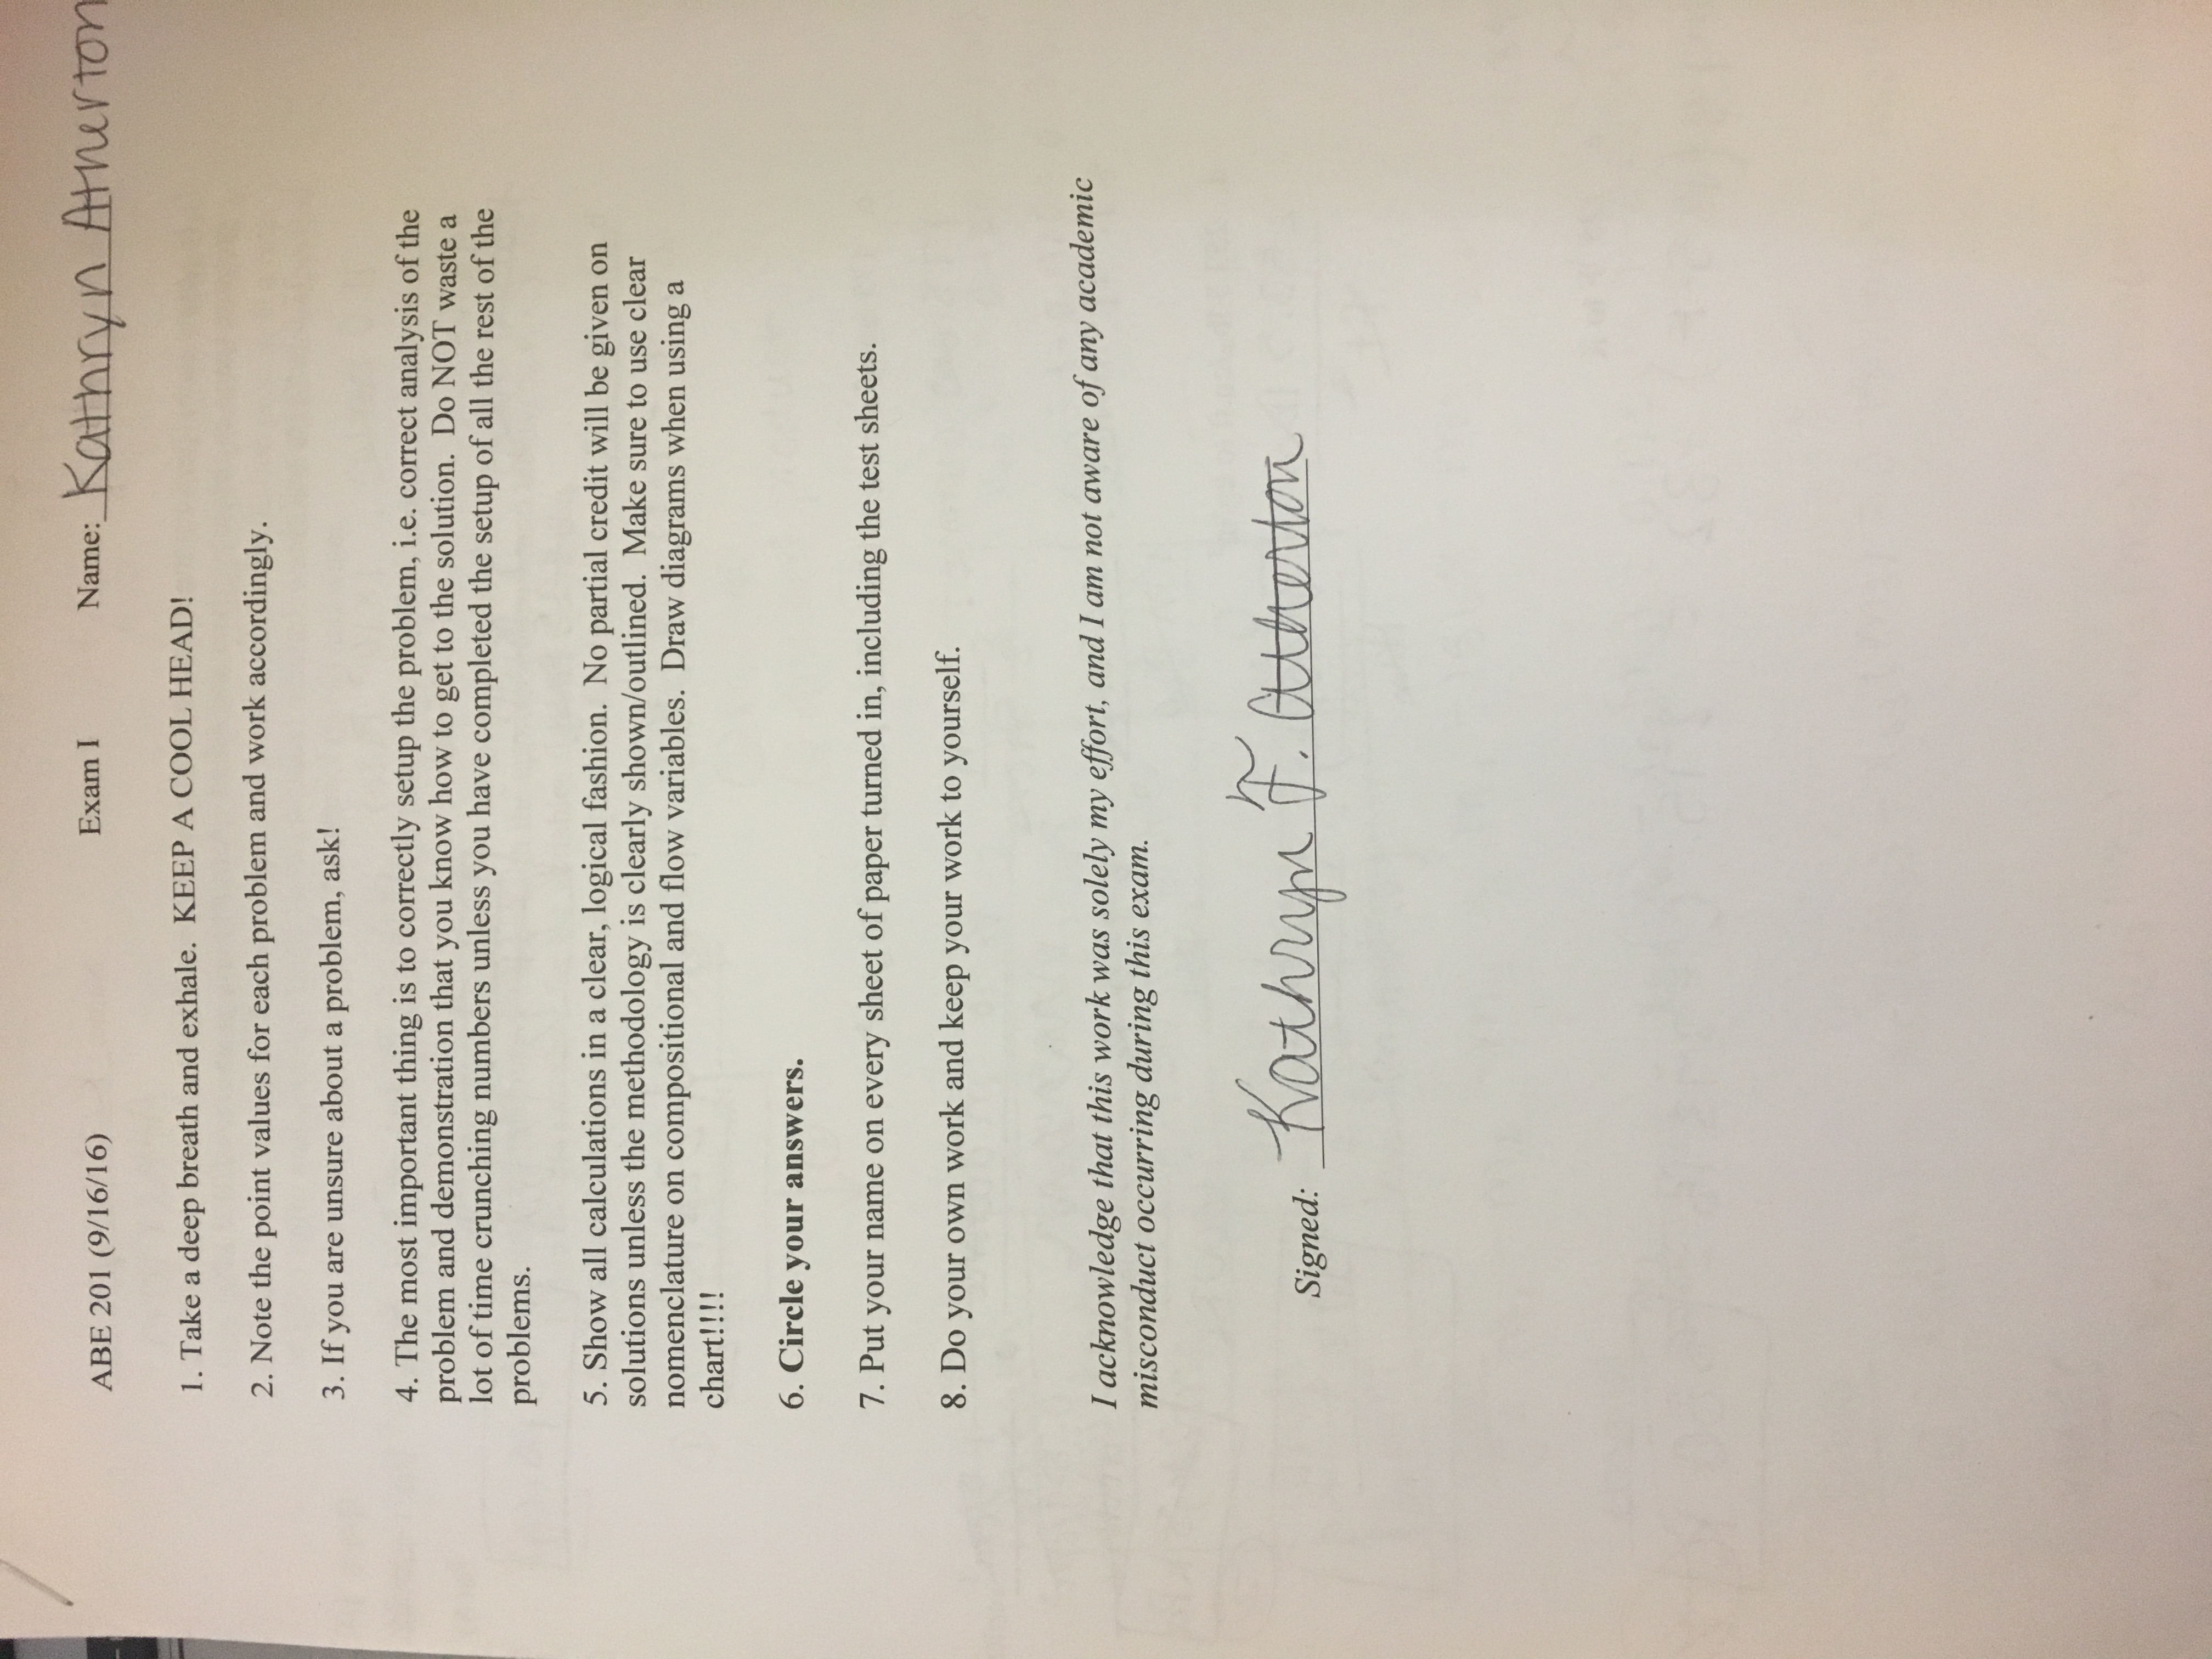 ABE 201 (9/16/16) Exam I Name: Kathryn Atherton
1. Take a deep breath and exhale. KEEP A COOL HEAD!
2. Note the point values for each problem and work accordingly.
3. If you are unsure about a problem, ask!
4. The most important thing is to correctly setup the problem, i.e. correct analysis of the
problem and demonstration that you know how to get to the solution. Do NOT waste a
lot of time crunching numbers unless you have completed the setup of all the rest of the
problems.
5. Show all calculations in a clear, logical fashion. No partial credit will be given on
solutions unless the methodology is clearly shown/outlined. Make sure to use clear
nomenclature on compositional and flow variables. Draw diagrams when using a
chart!!!!
6. Circle your answers.
7. Put your name on every sheet of paper turned in, including the test sheets.
8. Do your own work and keep your work to yourself.
I acknowledge that this work was solely my effort, and I am not aware of any academic
misconduct occurring during this exam.
Signed: Kathryn F. Atherton